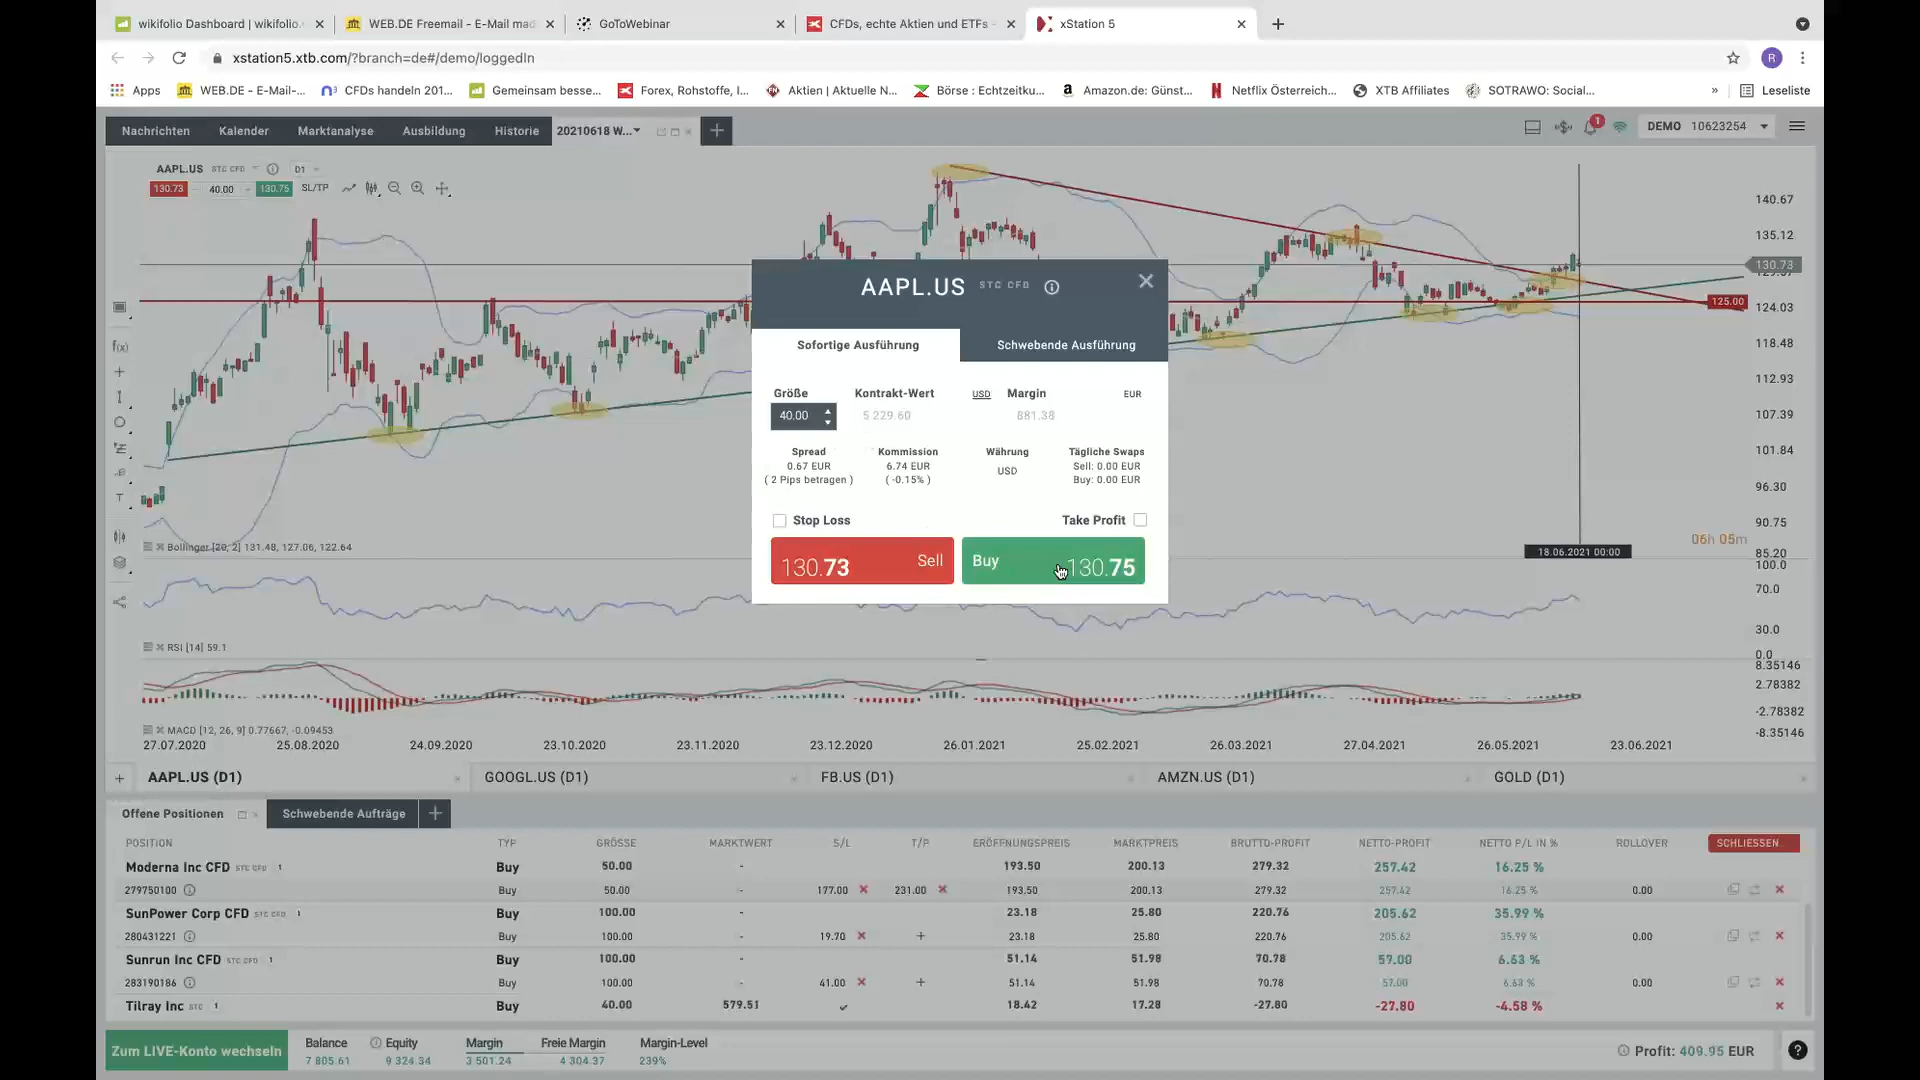 wikifolio Dashboard | wikifolio.
WEB.DE Freemail - E-Mail mad
GoToWebinar
CFDs, echte Aktien und ETFs -
xStation 5
xstation5.xtb.com/?branch=de#/demo/loggedIn
R
Apps
WEB.DE - E-Mail-...
CFDs handeln 201...
Gemeinsam besse...
Forex, Rohstoffe, I...
Aktien | Aktuelle N...
Börse : Echtzeitku...
Amazon.de: Günst...
Netflix Österreich...
XTB Affiliates
SOTRAWO: Social...
»
Leseliste
Nachrichten
Kalender
Marktanalyse
Ausbildung
Historie
20210618 W...
1
DEMO 10623254
AAPL.US STC CFD D1
130.73 40.00 130.75 SL/TP
140.67
135.12
130.73
125.00
124.03
118.48
112.93
107.39
101.84
96.30
90.75
85.20
06h 05m
18.06.2021 00:00
AAPL.US STC CFD
Sofortige Ausführung
Schwebende Ausführung
Größe Kontrakt-Wert USD Margin EUR
40.00 5 229.60 881.38
Spread Kommission Währung Tägliche Swaps
0.67 EUR 6.74 EUR USD Sell: 0.00 EUR
( 2 Pips betragen ) ( -0.15% ) Buy: 0.00 EUR
Stop Loss Take Profit
130.73 Sell
Buy 130.75
Bollinger [20, 2] 131.48, 127.06, 122.64
100.0
70.0
30.0
0.0
RSI [14] 59.1
8.35146
2.78382
-2.78382
-8.35146
MACD [12, 26, 9] 0.77667, -0.09453
27.07.2020 25.08.2020 24.09.2020 23.10.2020 23.11.2020 23.12.2020 26.01.2021 25.02.2021 26.03.2021 27.04.2021 26.05.2021 23.06.2021
AAPL.US (D1) GOOGL.US (D1) FB.US (D1) AMZN.US (D1) GOLD (D1)
Offene Positionen Schwebende Aufträge
POSITION TYP GRÖSSE MARKTWERT S/L T/P ERÖFFNUNGSPREIS MARKTPREIS BRUTTO-PROFIT NETTO-PROFIT NETTO P/L IN % ROLLOVER SCHLIESSEN
Moderna Inc CFD STC CFD 1 Buy 50.00 - 193.50 200.13 279.32 257.42 16.25 %
279750100 Buy 50.00 - 177.00 231.00 193.50 200.13 279.32 257.42 16.25 % 0.00
SunPower Corp CFD STC CFD 1 Buy 100.00 - 23.18 25.80 220.76 205.62 35.99 %
280431221 Buy 100.00 - 19.70 + 23.18 25.80 220.76 205.62 35.99 % 0.00
Sunrun Inc CFD STC CFD 1 Buy 100.00 - 51.14 51.98 70.78 57.00 6.63 %
283190186 Buy 100.00 - 41.00 + 51.14 51.98 70.78 57.00 6.63 % 0.00
Tilray Inc STC 1 Buy 40.00 579.51 18.42 17.28 -27.80 -27.80 -4.58 %
Zum LIVE-Konto wechseln
Balance Equity Margin Freie Margin Margin-Level
7 805.61 9 324.34 3 501.24 4 304.37 239%
Profit: 409.95 EUR
?